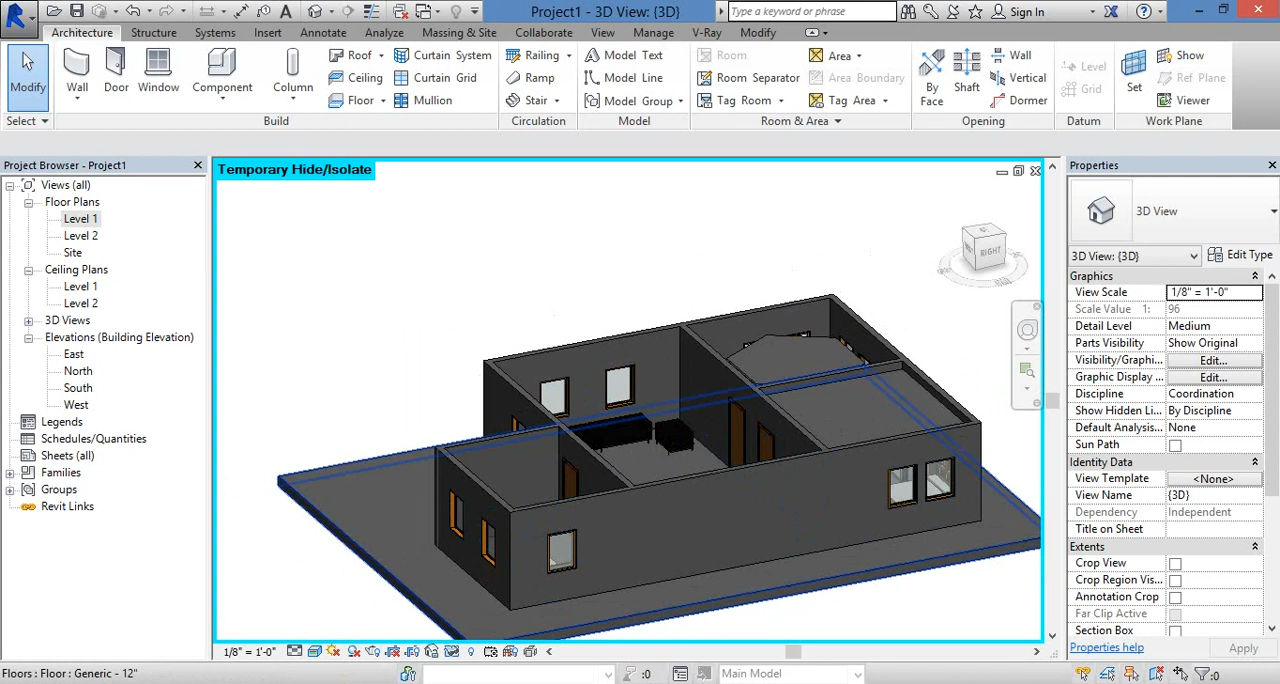 Project1 - 3D View: {3D}
Type a keyword or phrase
Sign In
Architecture Structure Systems Insert Annotate Analyze Massing & Site Collaborate View Manage V-Ray Modify
Modify Wall Door Window Component Column
Roof Curtain System
Ceiling Curtain Grid
Floor Mullion
Railing
Ramp
Stair
Model Text
Model Line
Model Group
Room
Room Separator
Tag Room
Area
Area Boundary
Tag Area
By Face
Shaft
Wall
Vertical
Dormer
Level
Grid
Set
Show
Ref Plane
Viewer
Select Build Circulation Model Room & Area Opening Datum Work Plane
Project Browser - Project1
Views (all)
Floor Plans
Level 1
Level 2
Site
Ceiling Plans
Level 1
Level 2
3D Views
Elevations (Building Elevation)
East
North
South
West
Legends
Schedules/Quantities
Sheets (all)
Families
Groups
Revit Links
Temporary Hide/Isolate
RIGHT
1/8" = 1'-0"
Properties
3D View
3D View: {3D} Edit Type
Graphics
View Scale 1/8" = 1'-0"
Scale Value 1: 96
Detail Level Medium
Parts Visibility Show Original
Visibility/Graphi... Edit...
Graphic Display ... Edit...
Discipline Coordination
Show Hidden Li... By Discipline
Default Analysis... None
Sun Path
Identity Data
View Template <None>
View Name {3D}
Dependency Independent
Title on Sheet
Extents
Crop View
Crop Region Vis...
Annotation Crop
Far Clip Active
Section Box
Properties help Apply
Floors : Floor : Generic - 12"
:0
Main Model
:0